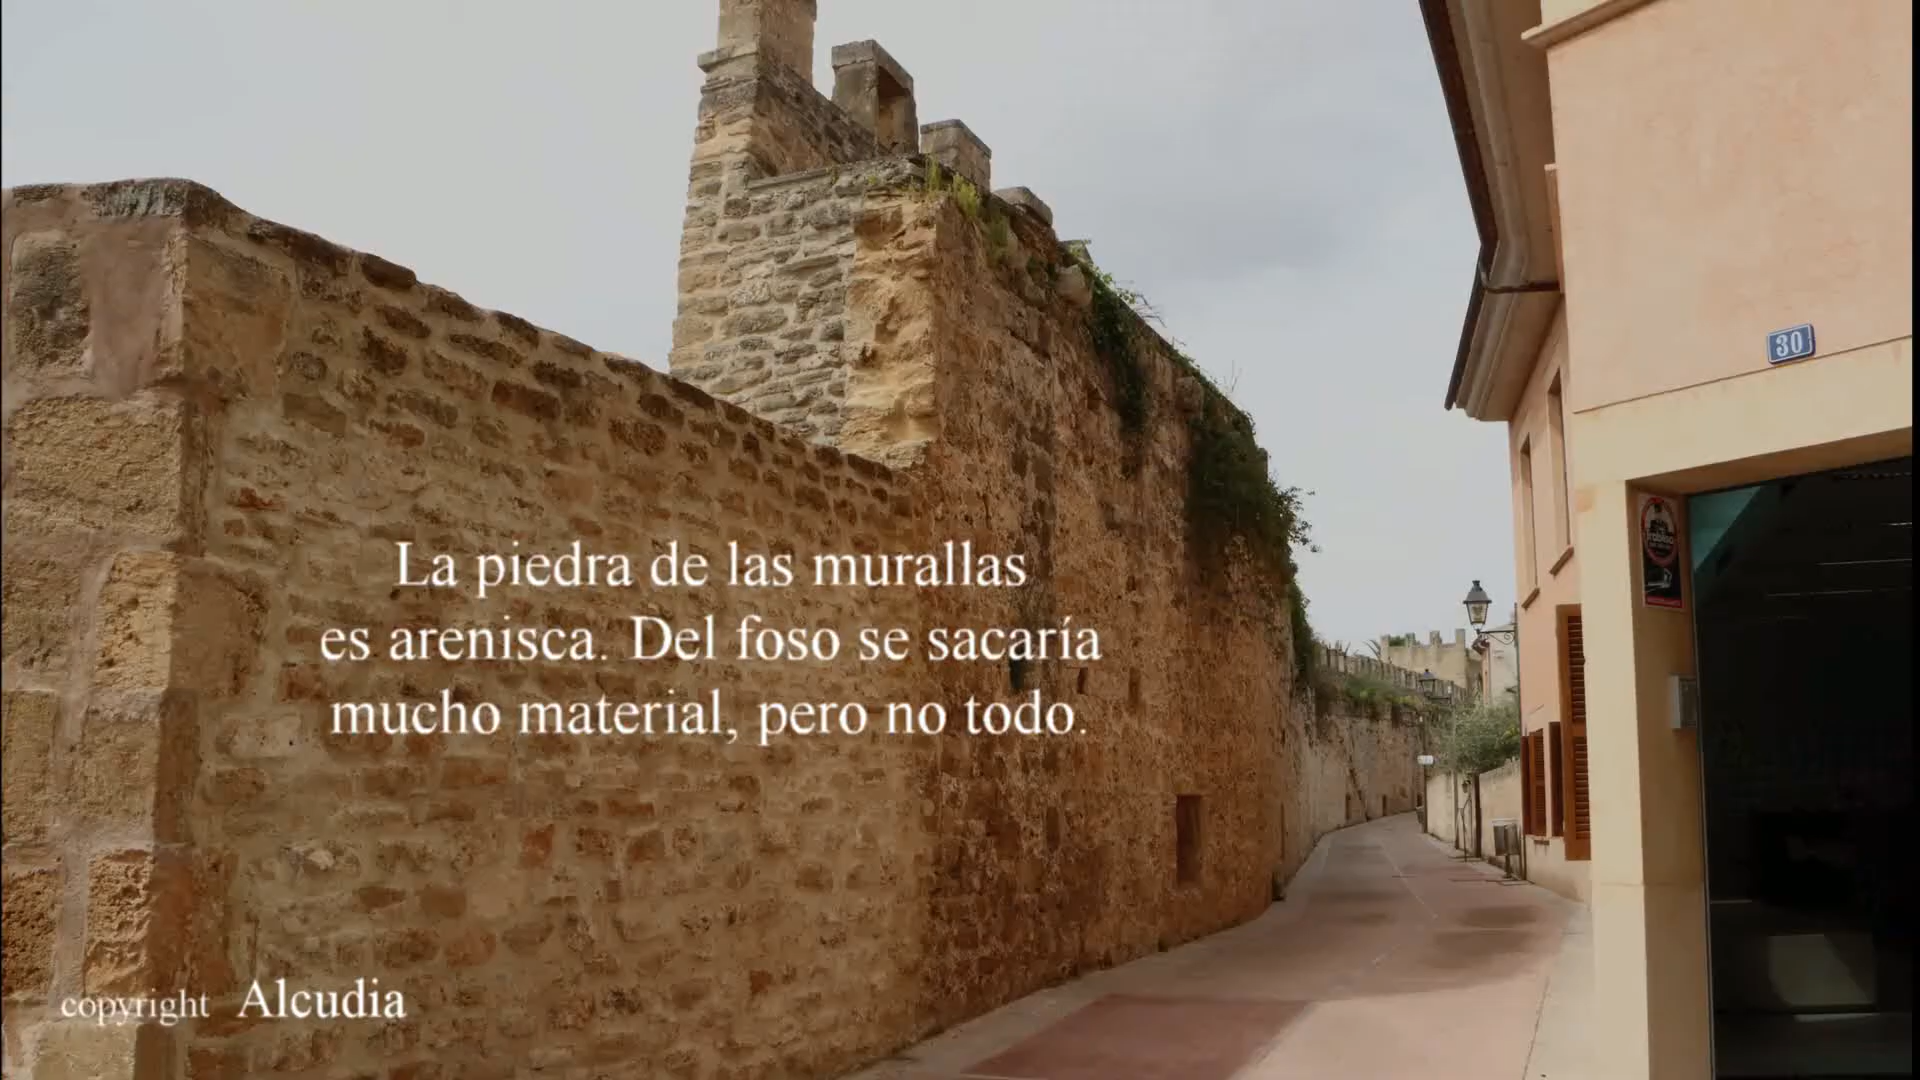 30
La piedra de las murallas
es arenisca. Del foso se sacaría
mucho material, pero no todo.
copyright Alcudia